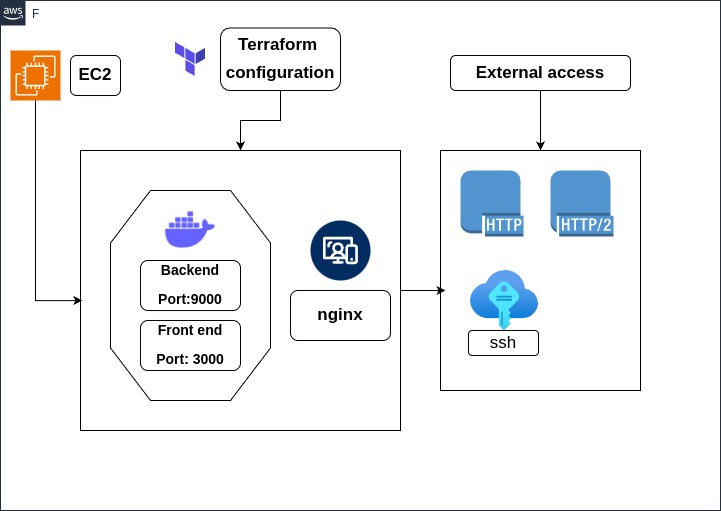 aws
F
EC2
Terraform
configuration
External access
HTTP
HTTP/2
Backend
Port:9000
Front end
Port: 3000
nginx
ssh